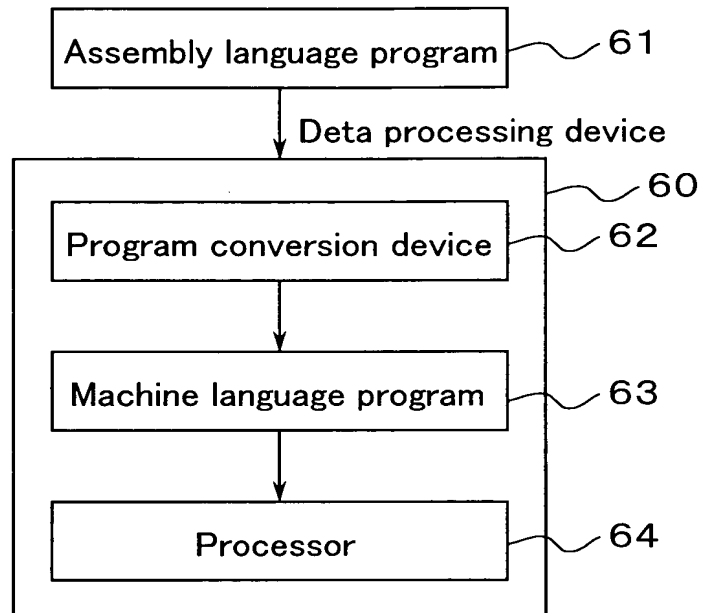 Assembly language program 61
Deta processing device
60
Program conversion device 62
Machine language program 63
Processor 64